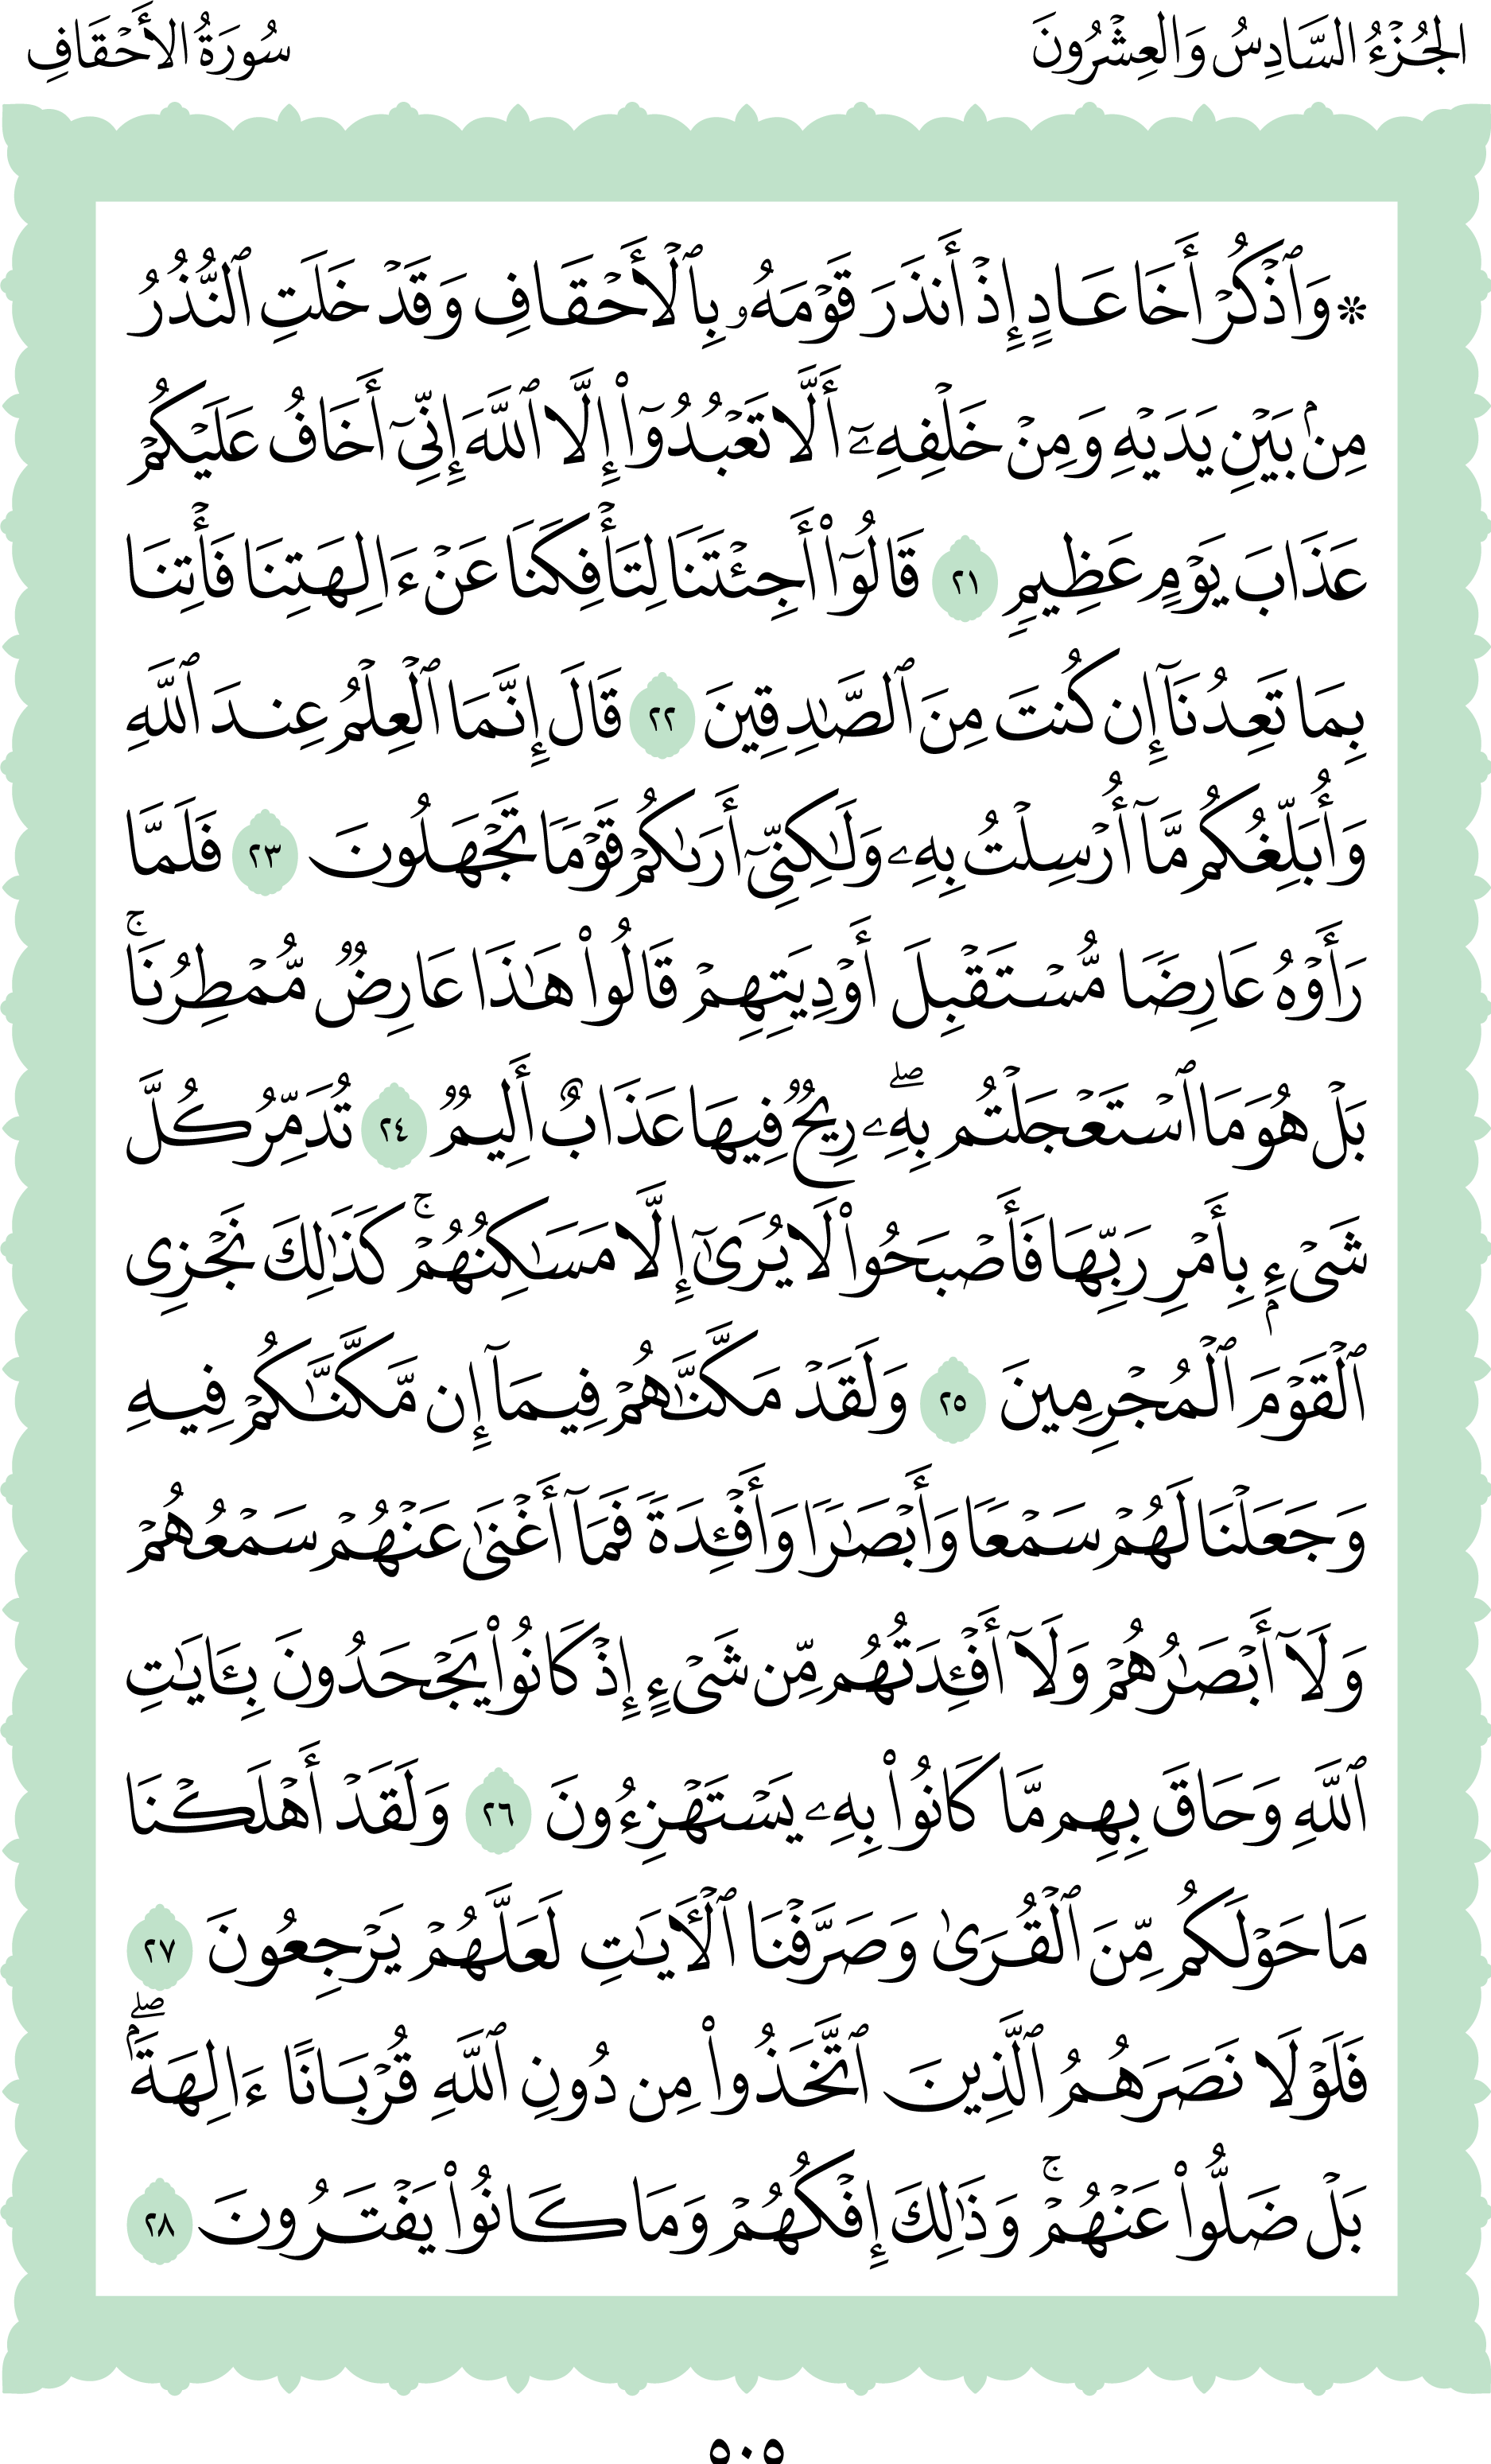 الجُزْءُ السَّادِسُ وَالعِشْرُونَ
سُورَةُ الأَحْقَافِ
۞ وَٱذۡكُرۡ أَخَا عَادٍ إِذۡ أَنذَرَ قَوۡمَهُۥ بِٱلۡأَحۡقَافِ وَقَدۡ خَلَتِ ٱلنُّذُرُ
مِنۢ بَيۡنِ يَدَيۡهِ وَمِنۡ خَلۡفِهِۦٓ أَلَّا تَعۡبُدُوٓاْ إِلَّا ٱللَّهَ إِنِّيٓ أَخَافُ عَلَيۡكُمۡ
عَذَابَ يَوۡمٍ عَظِيمٖ ٢١ قَالُوٓاْ أَجِئۡتَنَا لِتَأۡفِكَنَا عَنۡ ءَالِهَتِنَا فَأۡتِنَا
بِمَا تَعِدُنَآ إِن كُنتَ مِنَ ٱلصَّٰدِقِينَ ٢٢ قَالَ إِنَّمَا ٱلۡعِلۡمُ عِندَ ٱللَّهِ
وَأُبَلِّغُكُم مَّآ أُرۡسِلۡتُ بِهِۦ وَلَٰكِنِّيٓ أَرَىٰكُمۡ قَوۡمٗا تَجۡهَلُونَ ٢٣ فَلَمَّا
رَأَوۡهُ عَارِضٗا مُّسۡتَقۡبِلَ أَوۡدِيَتِهِمۡ قَالُواْ هَٰذَا عَارِضٞ مُّمۡطِرُنَاۚ
بَلۡ هُوَ مَا ٱسۡتَعۡجَلۡتُم بِهِۦۖ رِيحٞ فِيهَا عَذَابٌ أَلِيمٞ ٢٤ تُدَمِّرُ كُلَّ
شَيۡءِۭ بِأَمۡرِ رَبِّهَا فَأَصۡبَحُواْ لَا يُرَىٰٓ إِلَّا مَسَٰكِنُهُمۡۚ كَذَٰلِكَ نَجۡزِي
ٱلۡقَوۡمَ ٱلۡمُجۡرِمِينَ ٢٥ وَلَقَدۡ مَكَّنَّٰهُمۡ فِيمَآ إِن مَّكَّنَّٰكُمۡ فِيهِ
وَجَعَلۡنَا لَهُمۡ سَمۡعٗا وَأَبۡصَٰرٗا وَأَفۡـِٔدَةٗ فَمَآ أَغۡنَىٰ عَنۡهُمۡ سَمۡعُهُمۡ
وَلَآ أَبۡصَٰرُهُمۡ وَلَآ أَفۡـِٔدَتُهُم مِّن شَيۡءٍ إِذۡ كَانُواْ يَجۡحَدُونَ بِـَٔايَٰتِ
ٱللَّهِ وَحَاقَ بِهِم مَّا كَانُواْ بِهِۦ يَسۡتَهۡزِءُونَ ٢٦ وَلَقَدۡ أَهۡلَكۡنَا
مَا حَوۡلَكُم مِّنَ ٱلۡقُرَىٰ وَصَرَّفۡنَا ٱلۡأٓيَٰتِ لَعَلَّهُمۡ يَرۡجِعُونَ ٢٧
فَلَوۡلَا نَصَرَهُمُ ٱلَّذِينَ ٱتَّخَذُواْ مِن دُونِ ٱللَّهِ قُرۡبَانًا ءَالِهَةَۢۖ
بَلۡ ضَلُّواْ عَنۡهُمۡۚ وَذَٰلِكَ إِفۡكُهُمۡ وَمَا كَانُواْ يَفۡتَرُونَ ٢٨
٥٠٥